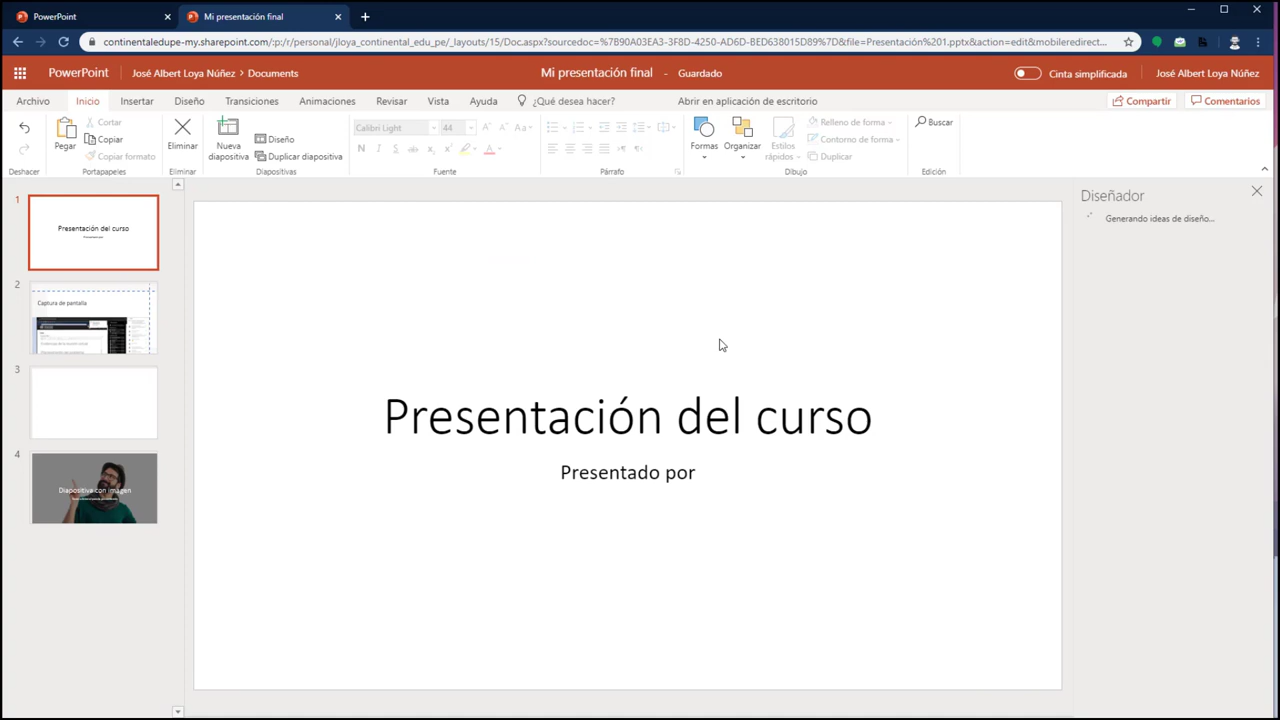 PowerPoint
Mi presentación final
continentaledupe-my.sharepoint.com/:p:/r/personal/jloya_continental_edu_pe/_layouts/15/Doc.aspx?sourcedoc=%7B90A03EA3-3F8D-4250-AD6D-BED638015D89%7D&file=Presentación%201.pptx&action=edit&mobileredirect...
PowerPoint José Albert Loya Núñez > Documents Mi presentación final - Guardado Cinta simplificada José Albert Loya Núñez
Archivo Inicio Insertar Diseño Transiciones Animaciones Revisar Vista Ayuda ¿Qué desea hacer? Abrir en aplicación de escritorio Compartir Comentarios
Pegar
Cortar
Copiar
Copiar formato
Eliminar
Nueva
diapositiva
Diseño
Duplicar diapositiva
Calibri Light 44
Formas
Organizar
Estilos
rápidos
Relleno de forma
Contorno de forma
Duplicar
Buscar
Deshacer Portapapeles Eliminar Diapositivas Fuente Párrafo Dibujo Edición
1
Presentación del curso
2
Captura de pantalla
3
4
Diapositiva con imagen
Presentación del curso
Presentado por
Diseñador
Generando ideas de diseño...